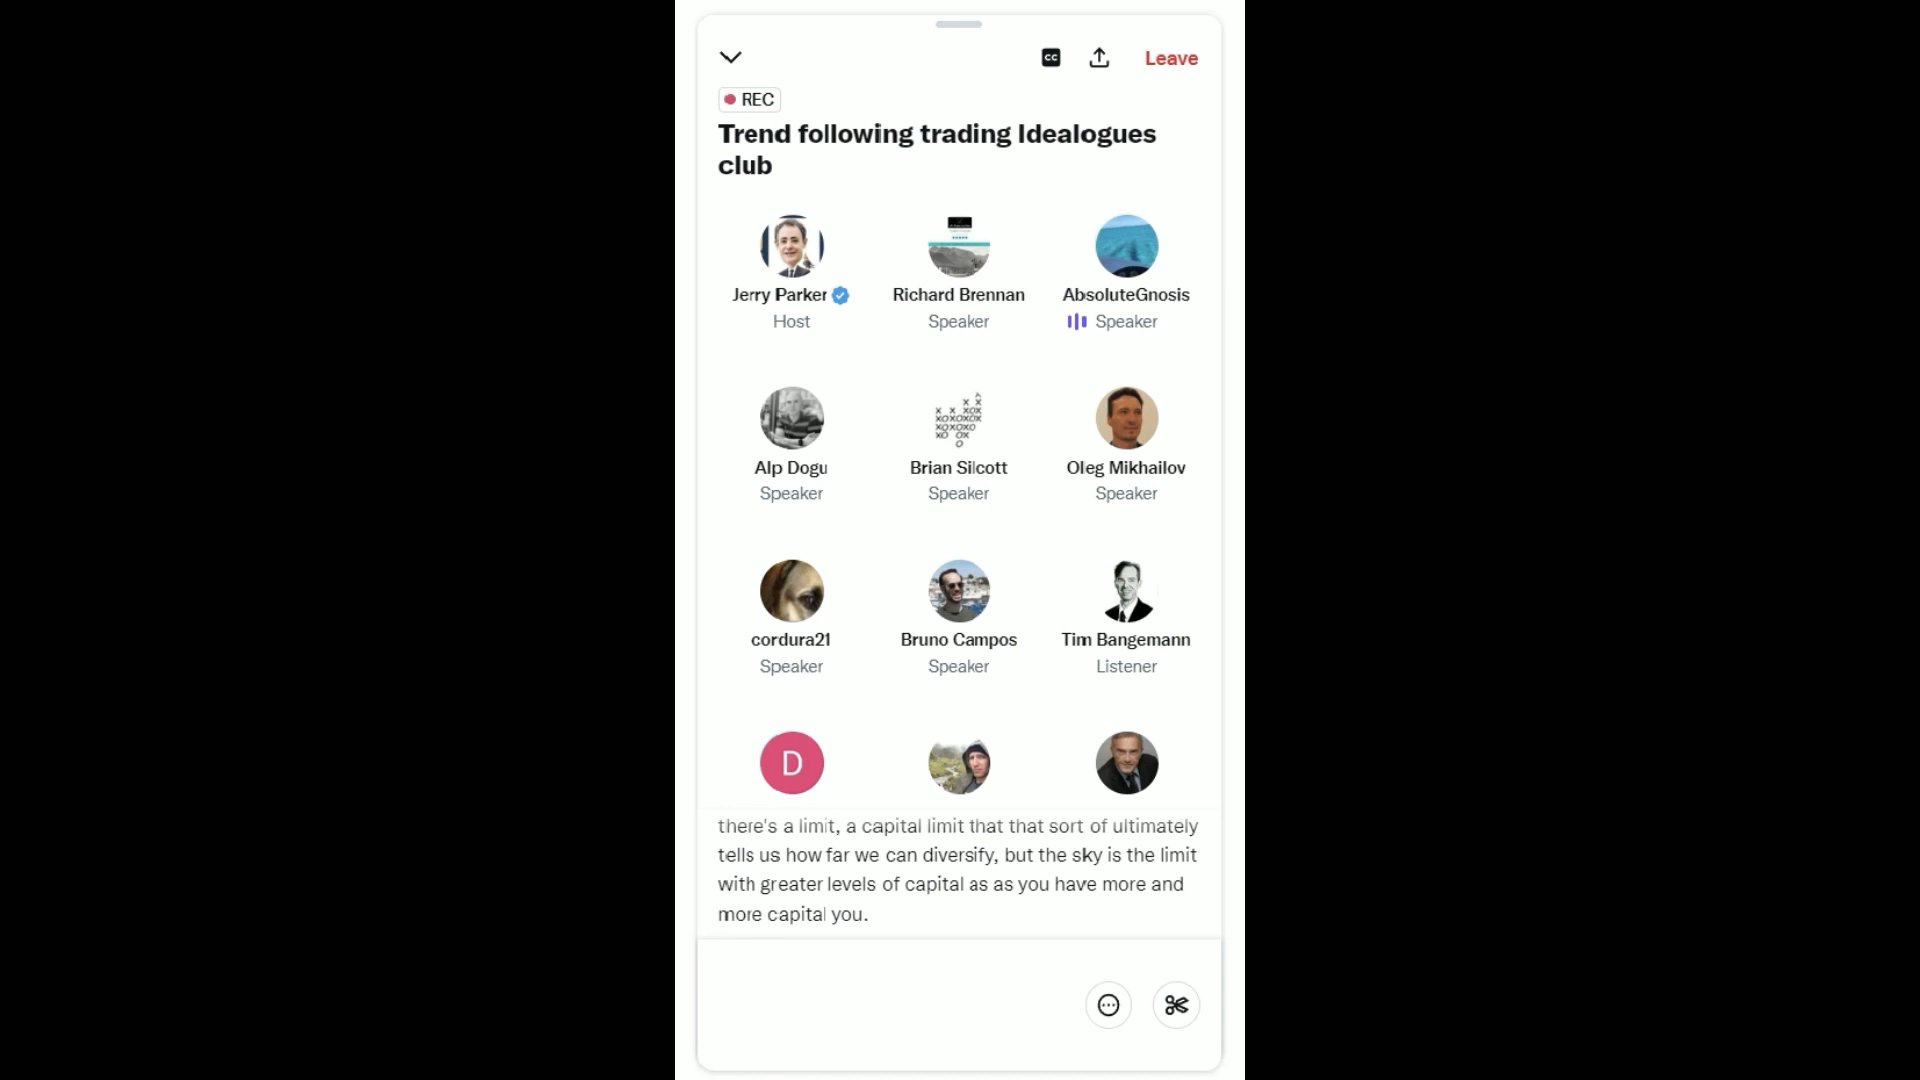 CC
Leave
REC
Trend following trading Idealogues
club
Jerry Parker
Richard Brennan
AbsoluteGnosis
Host
Speaker
Speaker
Alp Dogu
Brian Silcott
Oleg Mikhailov
Speaker
Speaker
Speaker
cordura21
Bruno Campos
Tim Bangemann
Speaker
Speaker
Listener
D
there's a limit, a capital limit that that sort of ultimately
tells us how far we can diversify, but the sky is the limit
with greater levels of capital as as you have more and
more capital you.